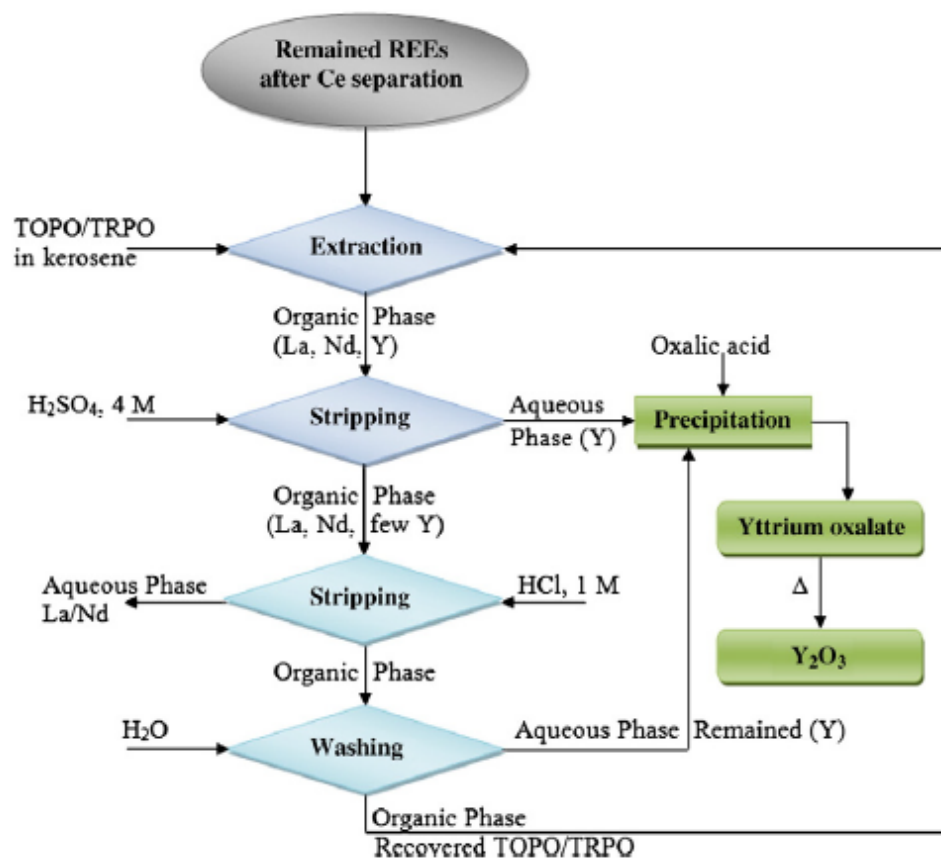 Remained REEs
after Ce separation
TOPO/TRPO
in kerosene
Extraction
Organic Phase
(La, Nd, Y)
Oxalic acid
H₂SO₄, 4 M
Stripping
Aqueous
Phase (Y)
Precipitation
Organic Phase
(La, Nd, few Y)
Yttrium oxalate
Aqueous Phase
La/Nd
Stripping
HCl, 1 M
Δ
Y₂O₃
Organic Phase
H₂O
Washing
Aqueous Phase Remained (Y)
Organic Phase
Recovered TOPO/TRPO